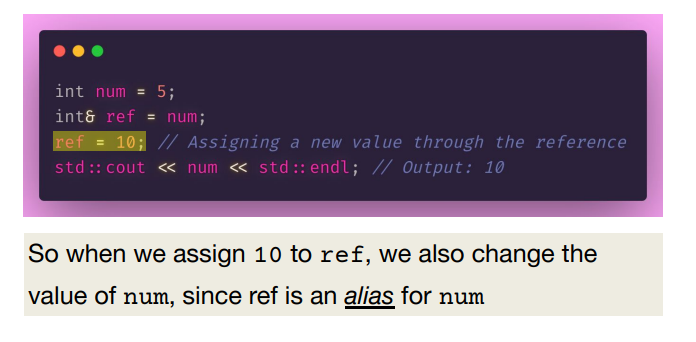 int num = 5;
int& ref = num;
ref = 10; // Assigning a new value through the reference
std::cout << num << std::endl; // Output: 10
So when we assign 10 to ref, we also change the
value of num, since ref is an alias for num